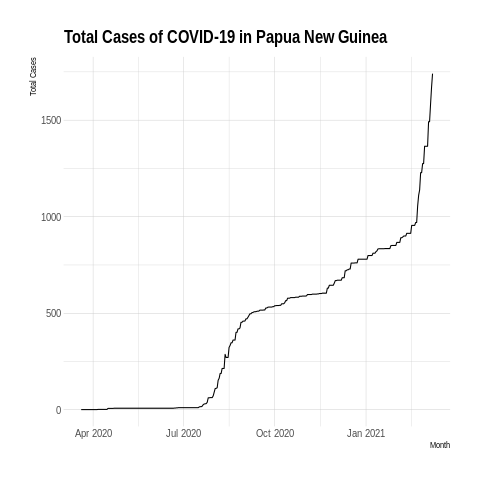 Total Cases of COVID-19 in Papua New Guinea
Total Cases
1500
1000
500
0
Apr 2020
Jul 2020
Oct 2020
Jan 2021
Month